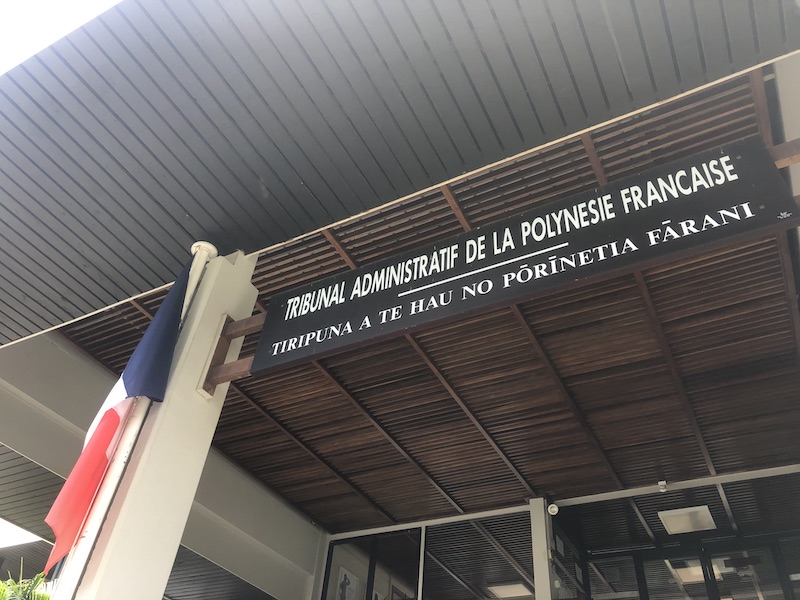 TRIBUNAL ADMINISTRATIF DE LA POLYNESIE FRANCAISE
TIRIPUNA A TE HAU NO PŌRĪNETIA FĀRANI